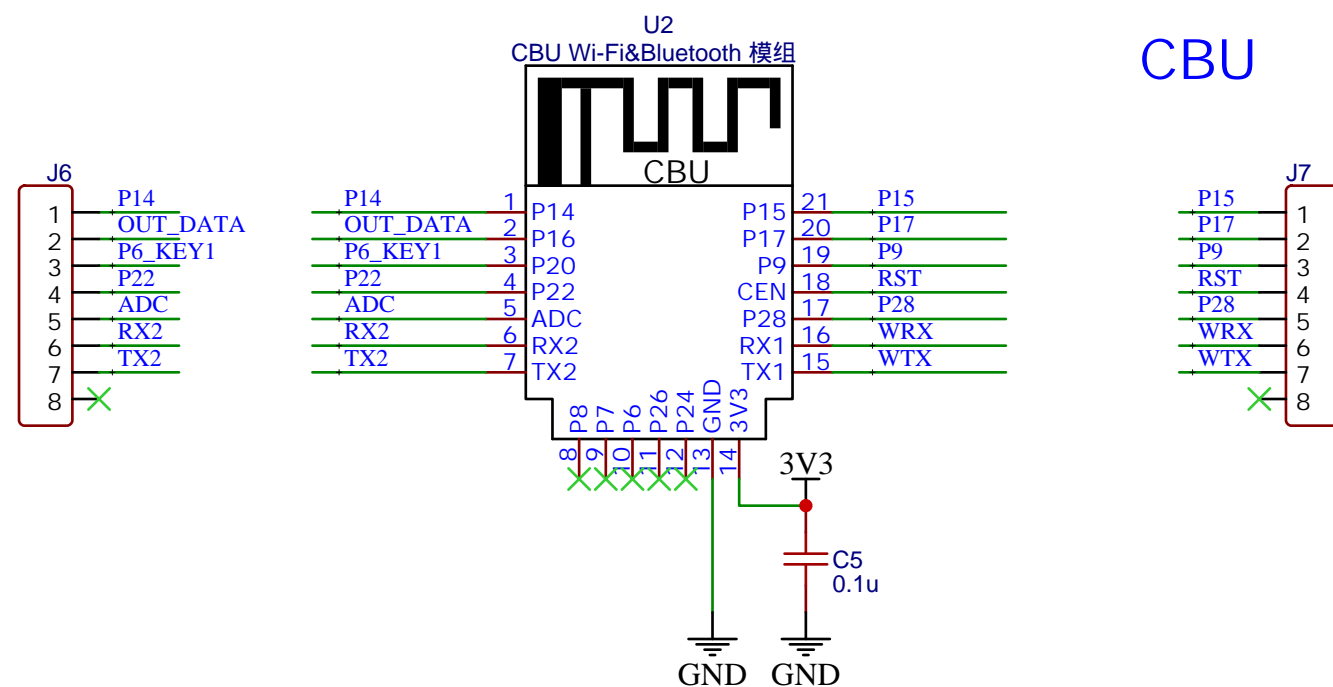 U2
CBU Wi-Fi&Bluetooth 模组
CBU
CBU
J6
1 P14
2 OUT_DATA
3 P6_KEY1
4 P22
5 ADC
6 RX2
7 TX2
8
P14 1 P14
OUT_DATA 2 P16
P6_KEY1 3 P20
P22 4 P22
ADC 5 ADC
RX2 6 RX2
TX2 7 TX2
P15 21 P15
P17 20 P17
P9 19 P9
CEN 18 RST
P28 17 P28
RX1 16 WRX
TX1 15 WTX
J7
P15 1
P17 2
P9 3
RST 4
P28 5
WRX 6
WTX 7
8
P8 P7 P6 P26 P24 GND 3V3
8 9 10 11 12 13 14
3V3
C5
0.1u
GND GND